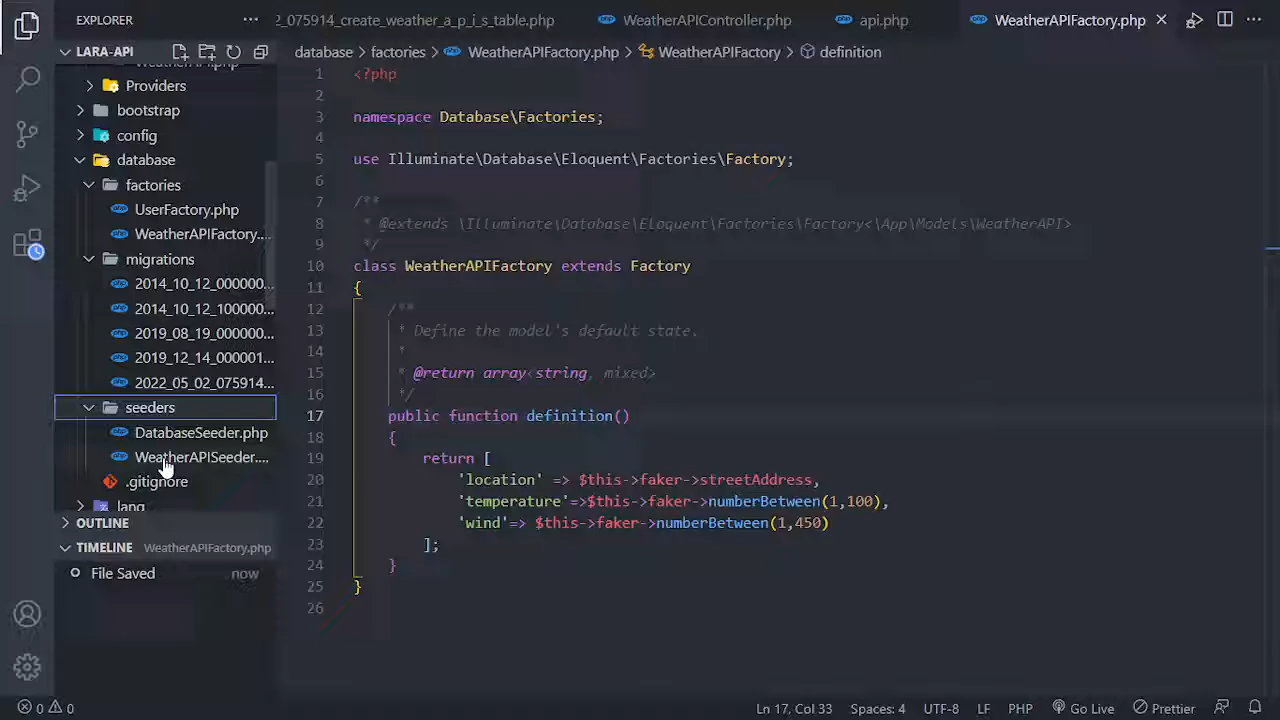 EXPLORER
2_075914_create_weather_a_p_i_s_table.php
WeatherAPIController.php
api.php
WeatherAPIFactory.php
LARA-API
database > factories > WeatherAPIFactory.php > WeatherAPIFactory > definition
WeatherAPI.php
Providers
bootstrap
config
database
factories
UserFactory.php
WeatherAPIFactory....
migrations
2014_10_12_000000...
2014_10_12_100000...
2019_08_19_000000...
2019_12_14_000001...
2022_05_02_075914...
seeders
DatabaseSeeder.php
WeatherAPISeeder....
.gitignore
lang
OUTLINE
TIMELINE WeatherAPIFactory.php
File Saved now
1 <?php
2
3 namespace Database\Factories;
4
5 use Illuminate\Database\Eloquent\Factories\Factory;
6
7 /**
8 * @extends \Illuminate\Database\Eloquent\Factories\Factory<\App\Models\WeatherAPI>
9 */
10 class WeatherAPIFactory extends Factory
11 {
12 /**
13 * Define the model's default state.
14 *
15 * @return array<string, mixed>
16 */
17 public function definition()
18 {
19 return [
20 'location' => $this->faker->streetAddress,
21 'temperature'=>$this->faker->numberBetween(1,100),
22 'wind'=> $this->faker->numberBetween(1,450)
23 ];
24 }
25 }
26
0 0
Ln 17, Col 33
Spaces: 4
UTF-8
LF
PHP
Go Live
Prettier